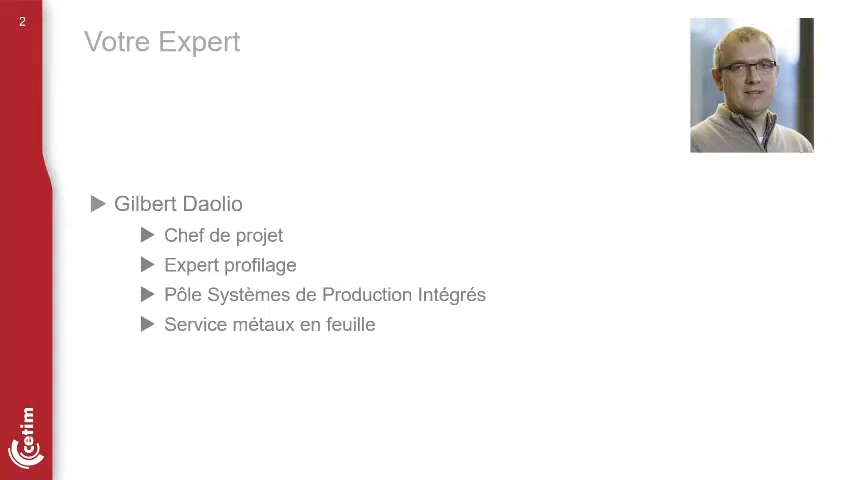 2
Votre Expert
Gilbert Daolio
Chef de projet
Expert profilage
Pôle Systèmes de Production Intégrés
Service métaux en feuille
cetim